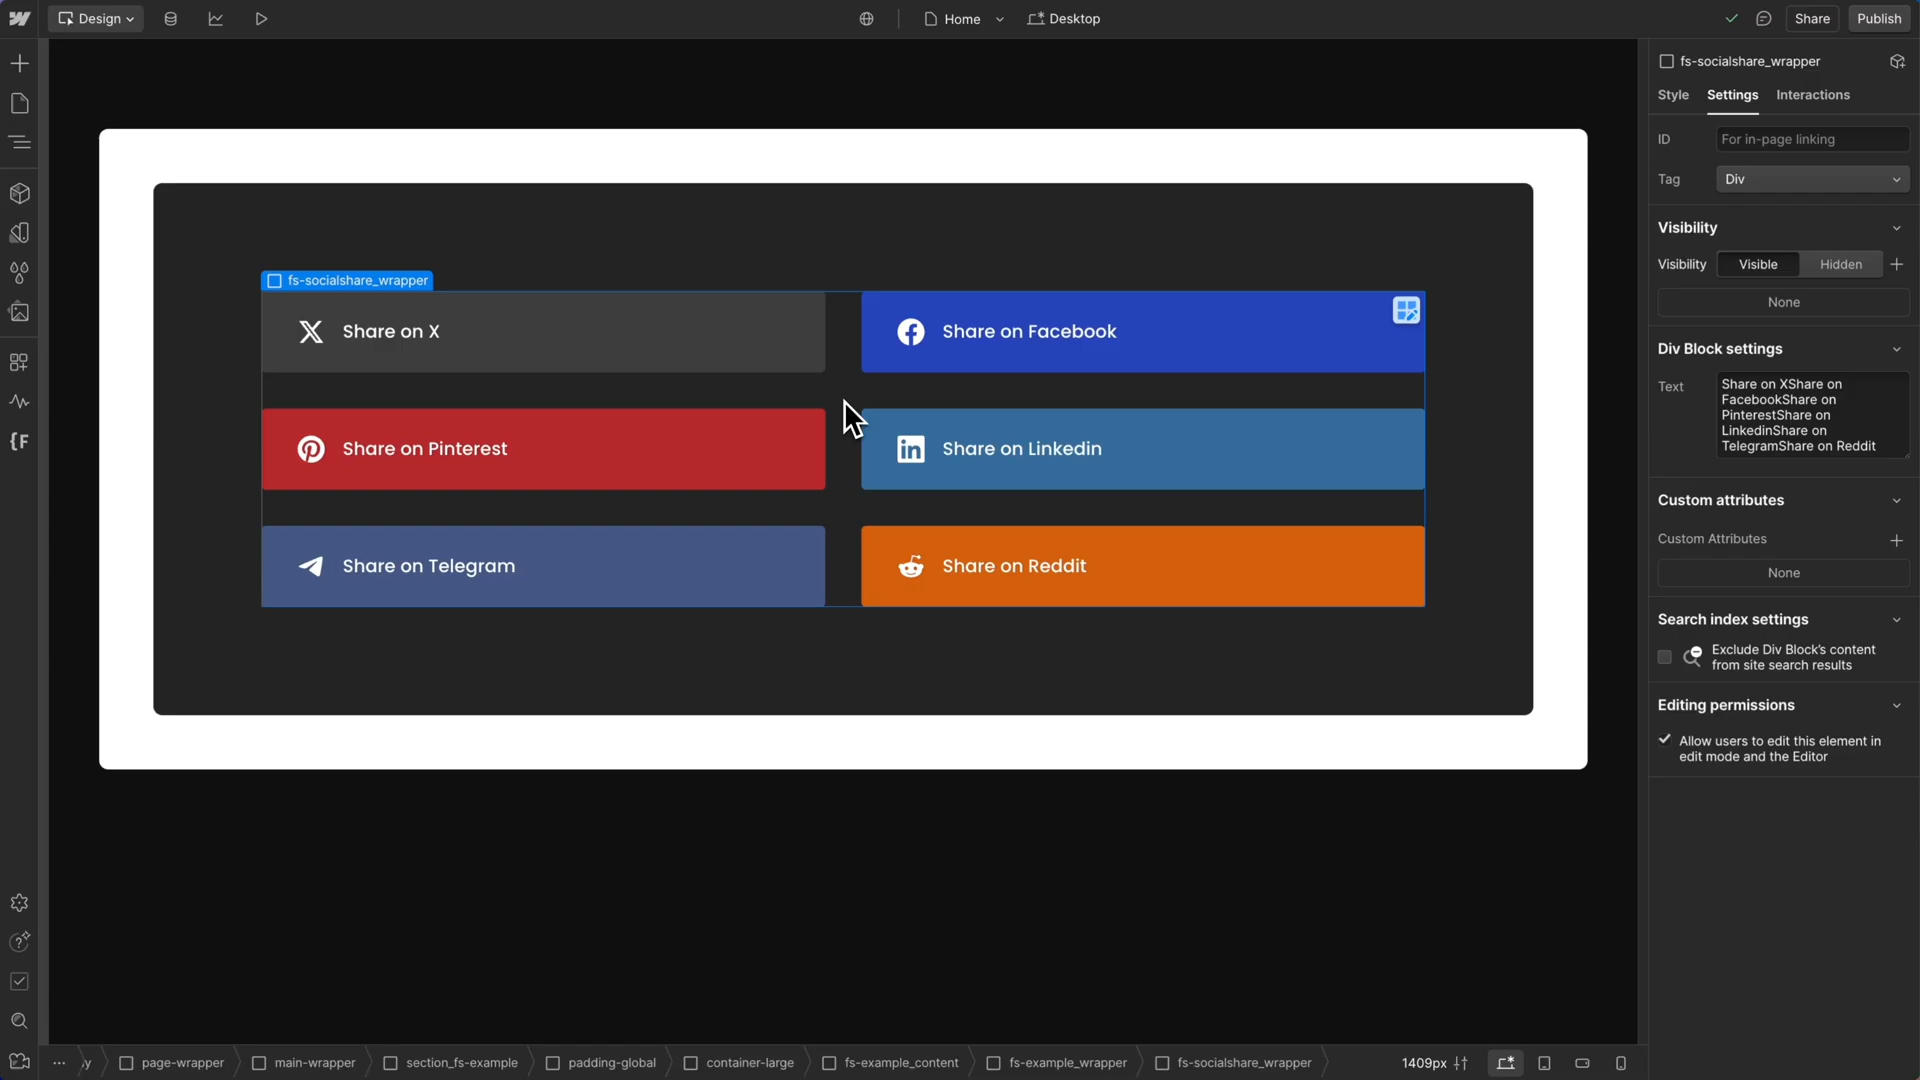 Design
Home
Desktop
Share
Publish
fs-socialshare_wrapper
Style
Settings
Interactions
ID
For in-page linking
Tag
Div
Visibility
Visibility
Visible
Hidden
None
Div Block settings
Text
Share on XShare on
FacebookShare on
PinterestShare on
LinkedinShare on
TelegramShare on Reddit
Custom attributes
Custom Attributes
None
Search index settings
Exclude Div Block's content
from site search results
Editing permissions
Allow users to edit this element in
edit mode and the Editor
fs-socialshare_wrapper
Share on X
Share on Facebook
Share on Pinterest
Share on Linkedin
Share on Telegram
Share on Reddit
{F
... y
page-wrapper
main-wrapper
section_fs-example
padding-global
container-large
fs-example_content
fs-example_wrapper
fs-socialshare_wrapper
1409px